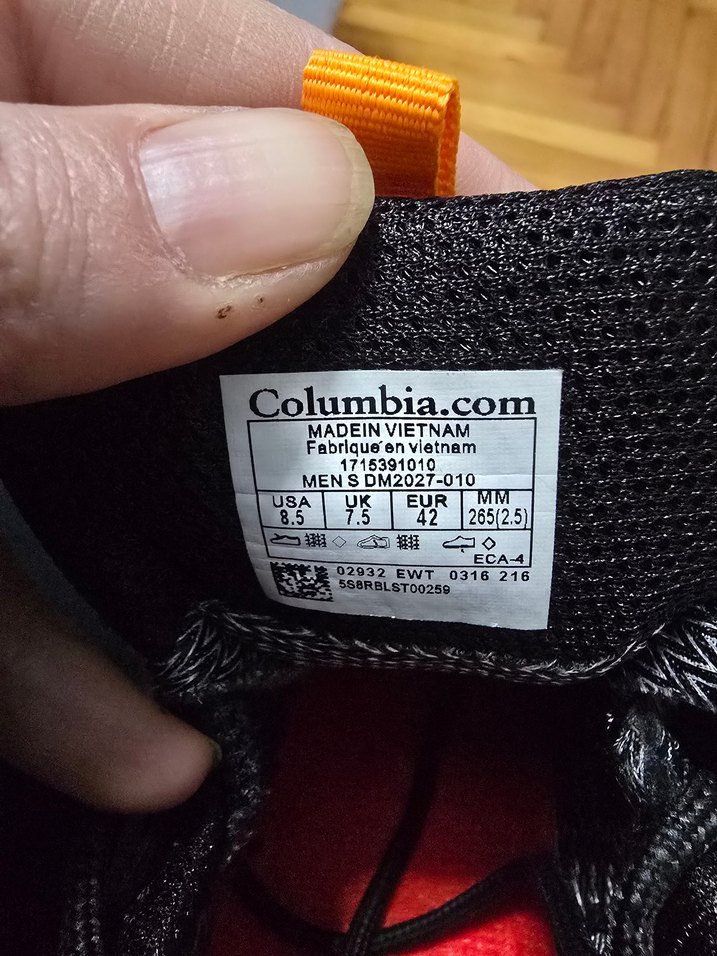 Columbia.com
MADEIN VIETNAM
Fabrique'en vietnam
1715391010
MEN S DM2027-010
USA UK EUR MM
8.5 7.5 42 265(2.5)
ECA-4
02932 EWT 0316 216
5S8RBLST00259